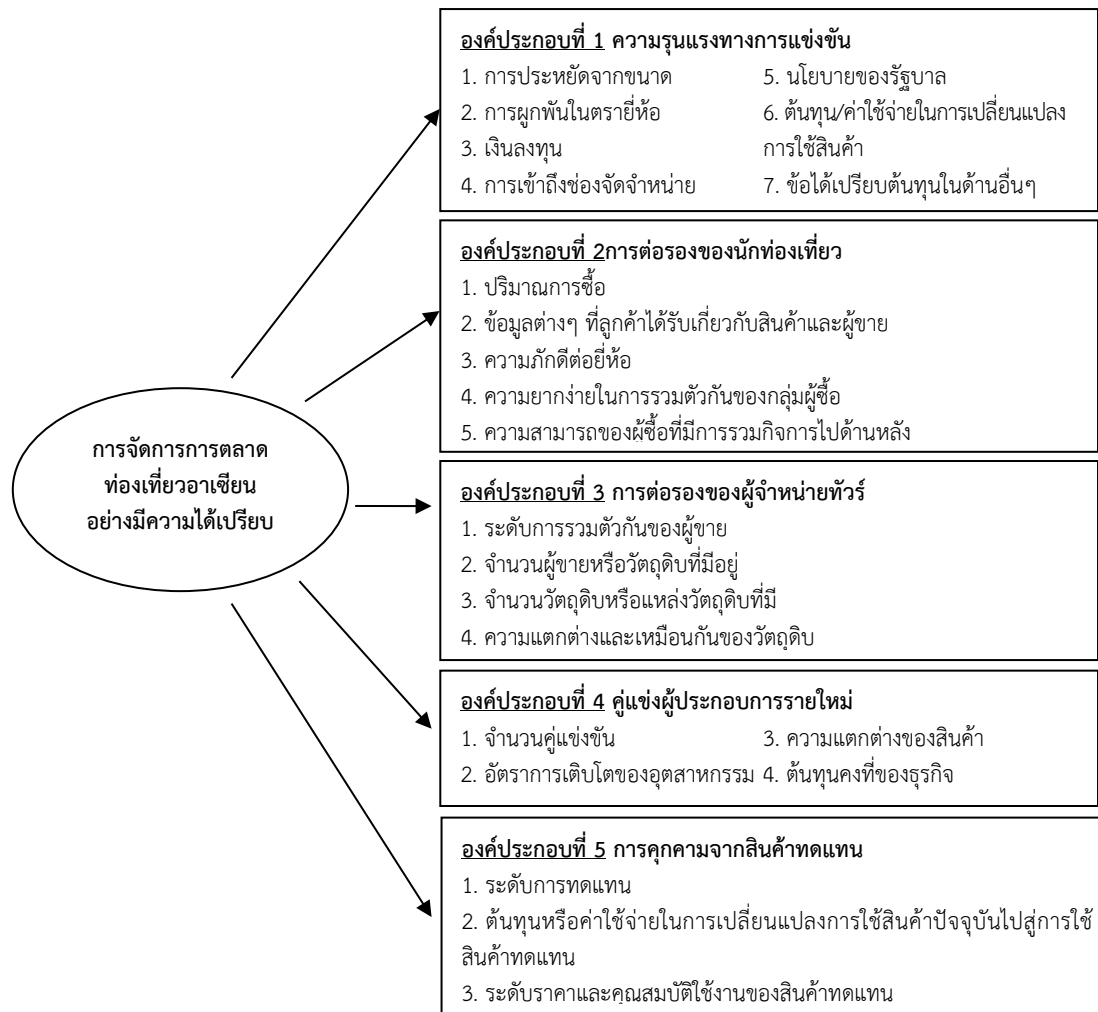 องค์ประกอบที่ 1 ความรุนแรงทางการแข่งขัน
1. การประหยัดจากขนาด
2. การผูกพันในตรายี่ห้อ
3. เงินลงทุน
4. การเข้าถึงช่องจัดจำหน่าย
5. นโยบายของรัฐบาล
6. ต้นทุน/ค่าใช้จ่ายในการเปลี่ยนแปลง
การใช้สินค้า
7. ข้อได้เปรียบต้นทุนในด้านอื่นๆ
องค์ประกอบที่ 2การต่อรองของนักท่องเที่ยว
1. ปริมาณการซื้อ
2. ข้อมูลต่างๆ ที่ลูกค้าได้รับเกี่ยวกับสินค้าและผู้ขาย
3. ความภักดีต่อยี่ห้อ
4. ความยากง่ายในการรวมตัวกันของกลุ่มผู้ซื้อ
5. ความสามารถของผู้ซื้อที่มีการรวมกิจการไปด้านหลัง
การจัดการการตลาด
ท่องเที่ยวอาเซียน
อย่างมีความได้เปรียบ
องค์ประกอบที่ 3 การต่อรองของผู้จำหน่ายทัวร์
1. ระดับการรวมตัวกันของผู้ขาย
2. จำนวนผู้ขายหรือวัตถุดิบที่มีอยู่
3. จำนวนวัตถุดิบหรือแหล่งวัตถุดิบที่มี
4. ความแตกต่างและเหมือนกันของวัตถุดิบ
องค์ประกอบที่ 4 คู่แข่งผู้ประกอบการรายใหม่
1. จำนวนคู่แข่งขัน
2. อัตราการเติบโตของอุตสาหกรรม
3. ความแตกต่างของสินค้า
4. ต้นทุนคงที่ของธุรกิจ
องค์ประกอบที่ 5 การคุกคามจากสินค้าทดแทน
1. ระดับการทดแทน
2. ต้นทุนหรือค่าใช้จ่ายในการเปลี่ยนแปลงการใช้สินค้าปัจจุบันไปสู่การใช้
สินค้าทดแทน
3. ระดับราคาและคุณสมบัติใช้งานของสินค้าทดแทน